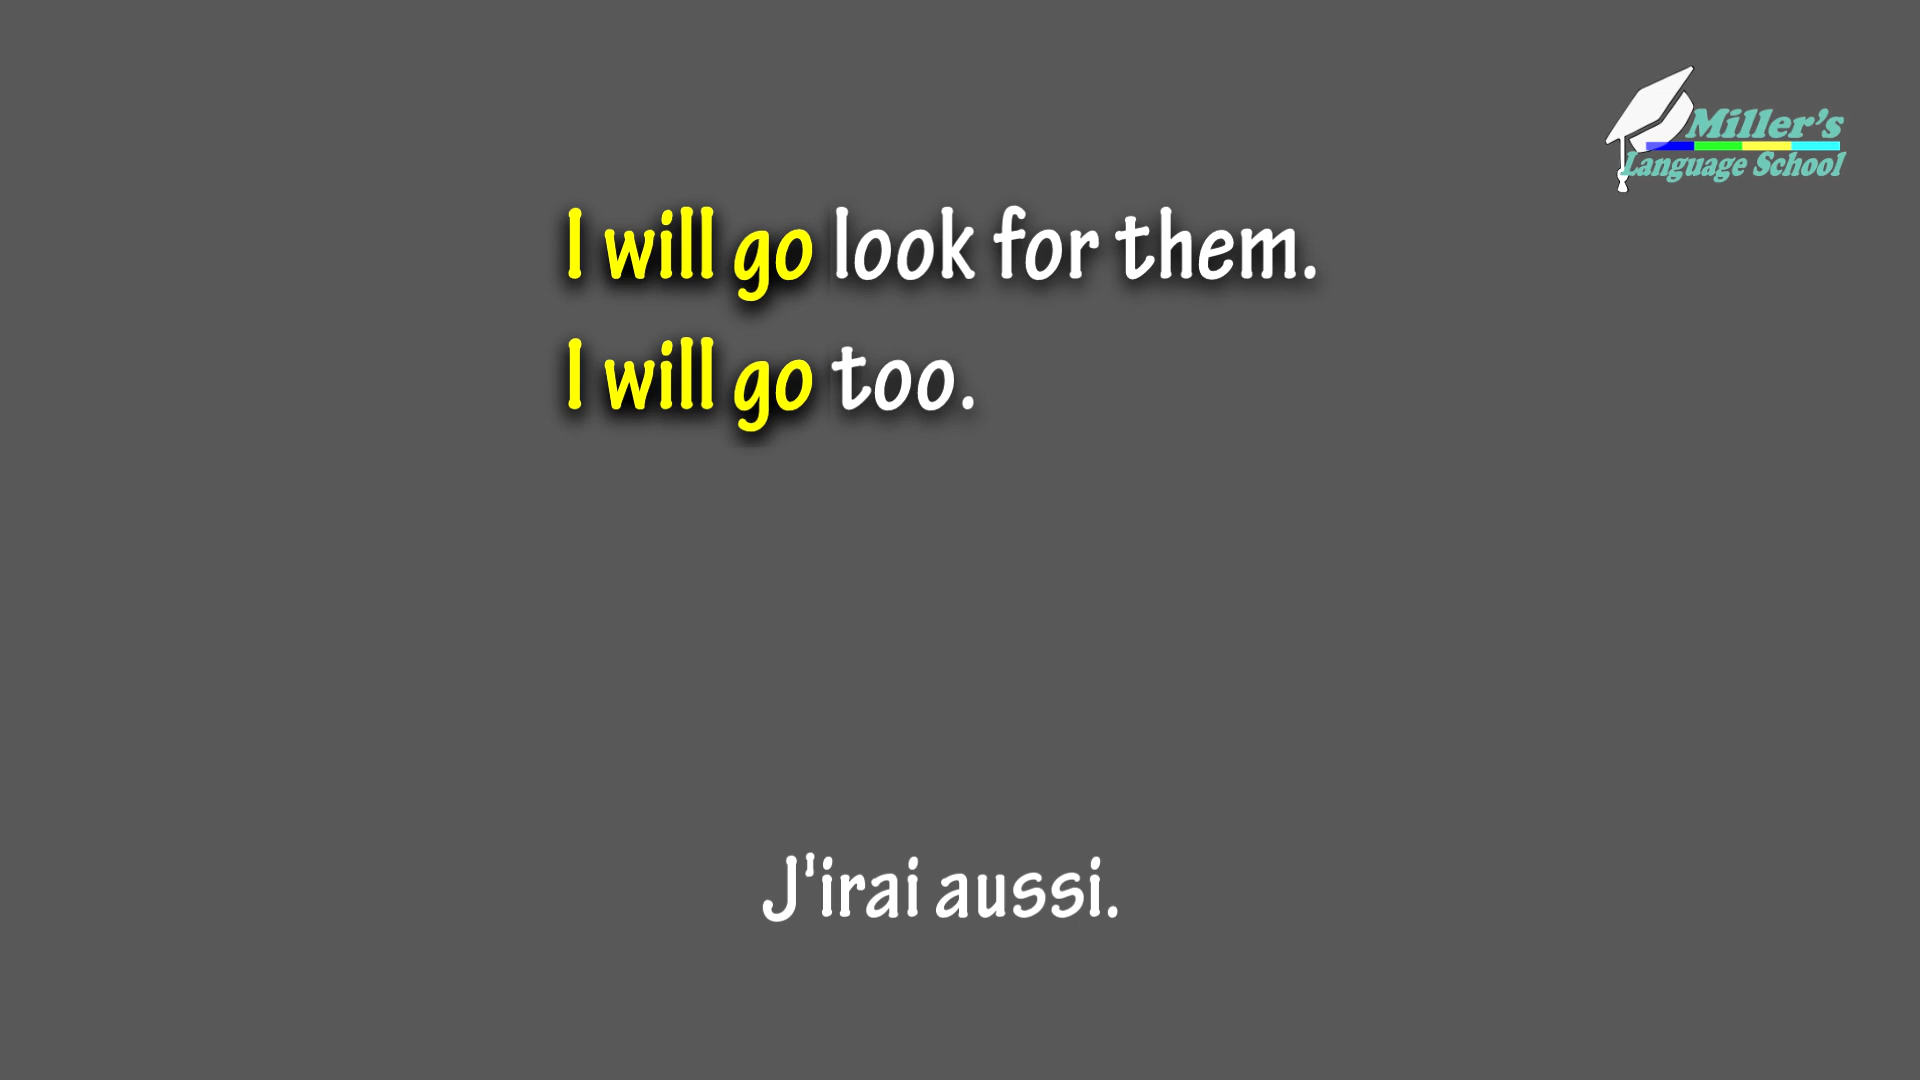 Miller's
Language School
I will go look for them.
I will go too.
J'irai aussi.